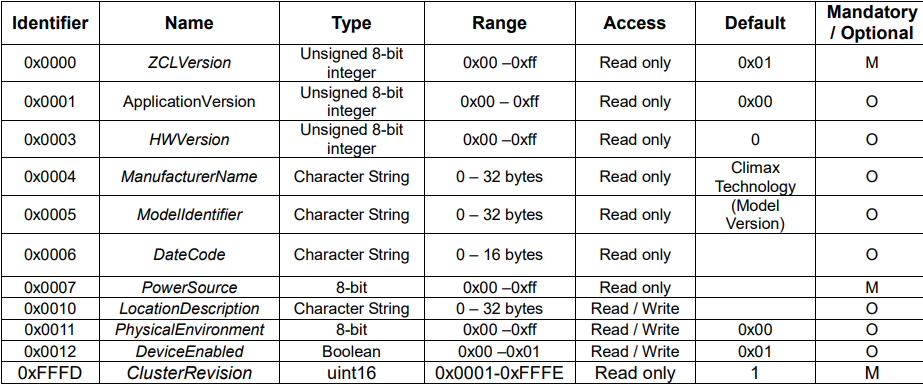 Identifier Name Type Range Access Default Mandatory / Optional
0x0000 ZCLVersion Unsigned 8-bit integer 0x00 –0xff Read only 0x01 M
0x0001 ApplicationVersion Unsigned 8-bit integer 0x00 – 0xff Read only 0x00 O
0x0003 HWVersion Unsigned 8-bit integer 0x00 –0xff Read only 0 O
0x0004 ManufacturerName Character String 0 – 32 bytes Read only Climax Technology O
0x0005 ModelIdentifier Character String 0 – 32 bytes Read only (Model Version) O
0x0006 DateCode Character String 0 – 16 bytes Read only O
0x0007 PowerSource 8-bit 0x00 –0xff Read only M
0x0010 LocationDescription Character String 0 – 32 bytes Read / Write O
0x0011 PhysicalEnvironment 8-bit 0x00 –0xff Read / Write 0x00 O
0x0012 DeviceEnabled Boolean 0x00 –0x01 Read / Write 0x01 O
0xFFFD ClusterRevision uint16 0x0001-0xFFFE Read only 1 M